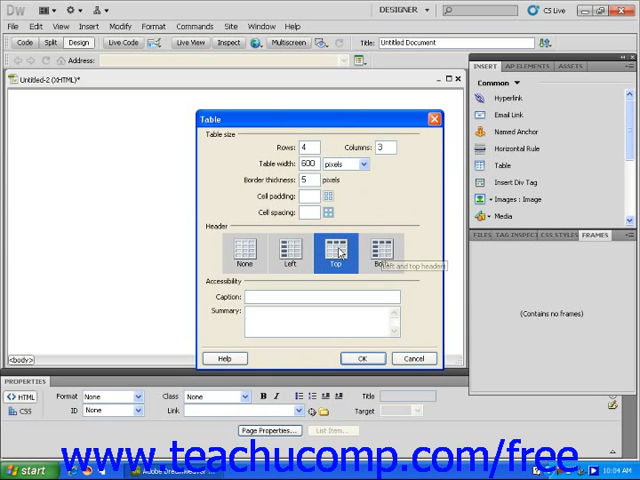 Dw
DESIGNER
CS Live
File Edit View Insert Modify Format Commands Site Window Help
Code Split Design Live Code Live View Inspect Multiscreen Title: Untitled Document
Address:
Untitled-2 (XHTML)*
INSERT AP ELEMENTS ASSETS
Common
Hyperlink
Email Link
Named Anchor
Horizontal Rule
Table
Insert Div Tag
Images : Image
Media
FILES TAG INSPECT CSS STYLES FRAMES
(Contains no frames)
Table
Table size
Rows: 4 Columns: 3
Table width: 600 pixels
Border thickness: 5 pixels
Cell padding:
Cell spacing:
Header
None Left Top Both
Left and top headers
Accessibility
Caption:
Summary:
Help OK Cancel
<body>
PROPERTIES
HTML Format None Class None B I Title
CSS ID None Link Target
Page Properties... List Item...
www.teachucomp.com/free
start
10:04 AM